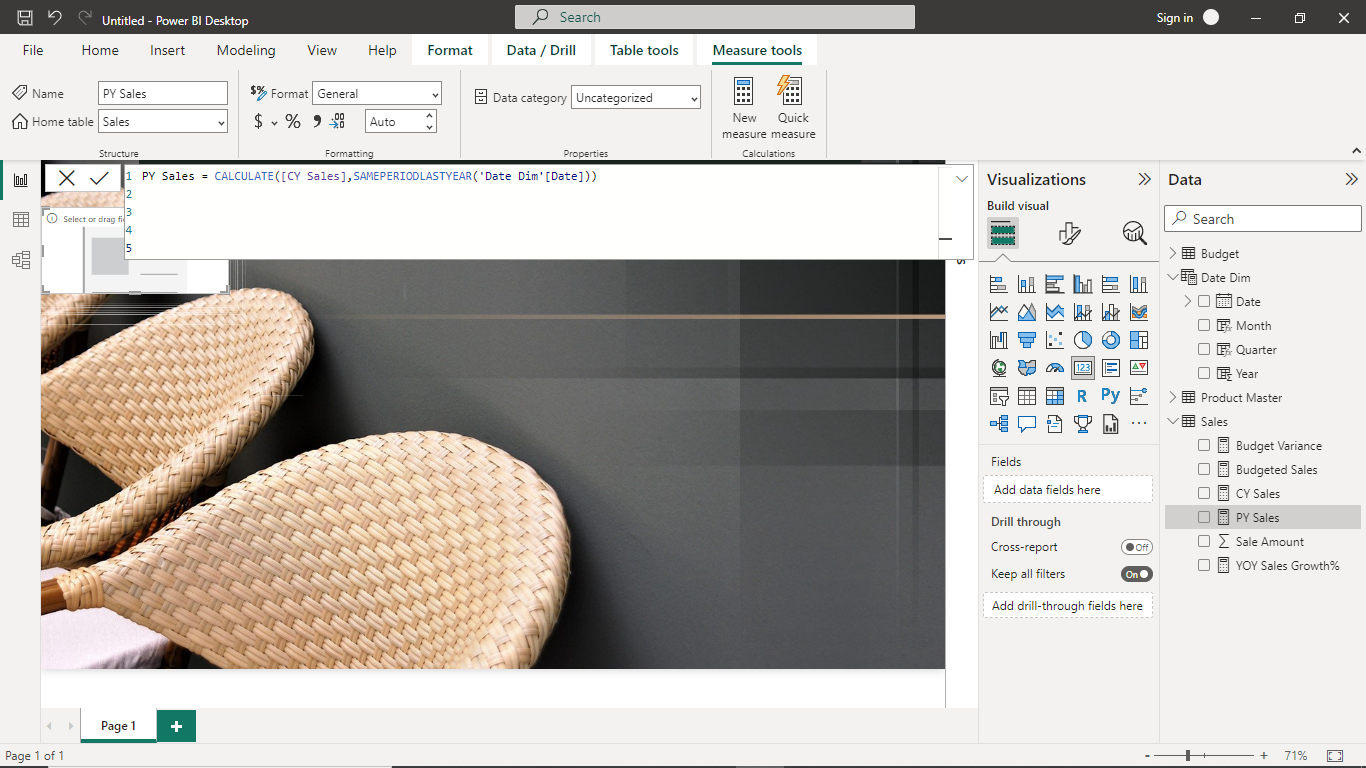 Untitled - Power BI Desktop
Search
Sign in
File
Home
Insert
Modeling
View
Help
Format
Data / Drill
Table tools
Measure tools
Name
PY Sales
Home table
Sales
Structure
$% Format
General
$
%
Auto
Formatting
Data category
Uncategorized
Properties
New
measure
Quick
measure
Calculations
1 PY Sales = CALCULATE([CY Sales],SAMEPERIODLASTYEAR('Date Dim'[Date]))
2
3
4
5
Select or drag fi
Visualizations
Build visual
123
R
Py
Fields
Add data fields here
Drill through
Cross-report
Off
Keep all filters
On
Add drill-through fields here
Data
Search
Budget
Date Dim
Date
Month
Quarter
Year
Product Master
Sales
Budget Variance
Budgeted Sales
CY Sales
PY Sales
Sale Amount
YOY Sales Growth%
Page 1
Page 1 of 1
- +
71%